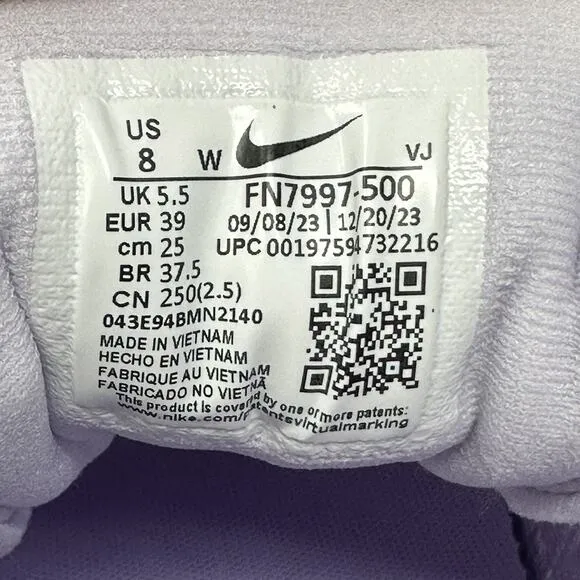 US
8 W VJ
UK 5.5 FN7997-500
EUR 39 09/08/23 | 12/20/23
cm 25 UPC 00197594732216
BR 37.5
CN 250(2.5)
043E94BMN2140
MADE IN VIETNAM
HECHO EN VIETNAM
FABRIQUE AU VIETNAM
FABRICADO NO VIETNÃ
This product is covered by one of more patents:
www.nike.com/patentsvirtualmarking